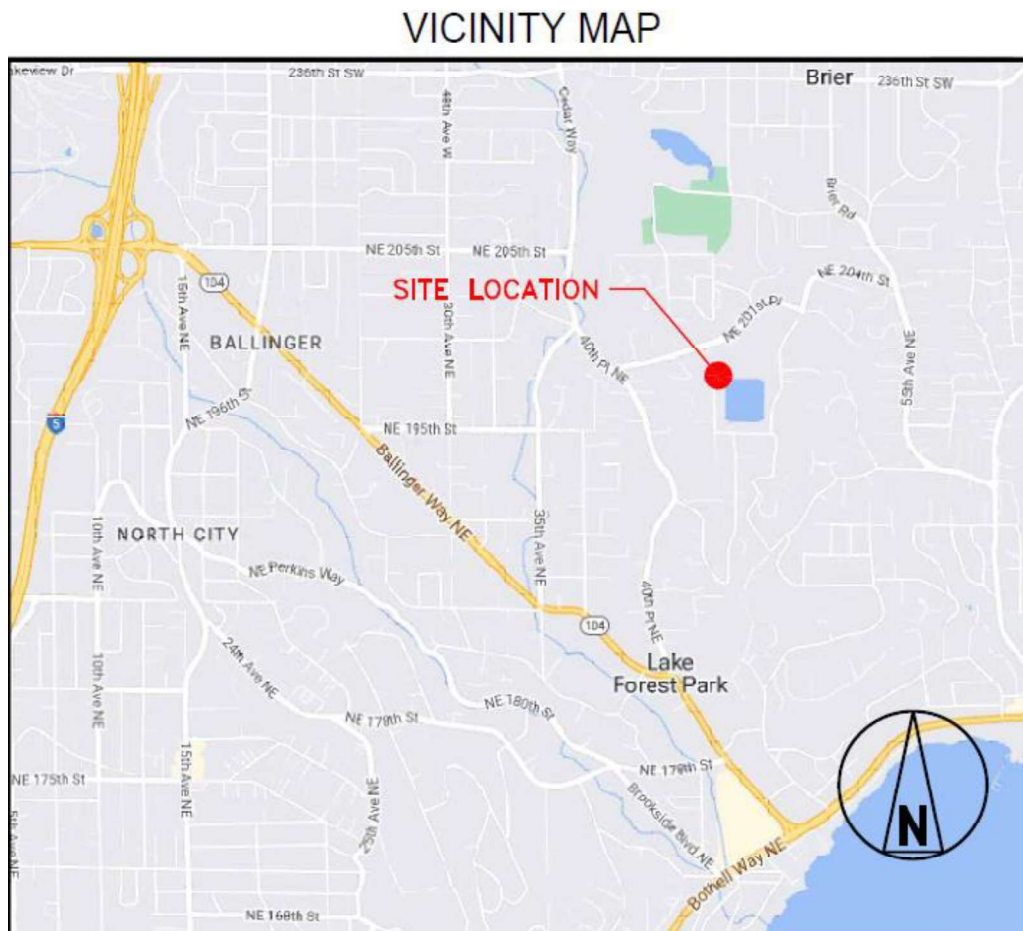 VICINITY MAP
akeview Dr
236th St SW
Brier
236th St SW
48th Ave W
Cedar Way
Brier Rd
NE 205th St
NE 205th St
NE 204th St
15th Ave NE
104
SITE LOCATION
30th Ave NE
NE 201st Pl
BALLINGER
40th Pl NE
55th Ave NE
NE 196th S
5
NE 195th St
Ballinger Way NE
10th Ave NE
35th Ave NE
NORTH CITY
NE Perkins Way
40th Pl NE
104
24th Ave NE
10th Ave NE
Lake
Forest Park
NE 180th St
NE 178th St
15th Ave NE
NE 175th St
NE 178th St
25th Ave NE
Brookside Blvd NE
5th Ave NE
N
Bothell Way NE
NE 168th St